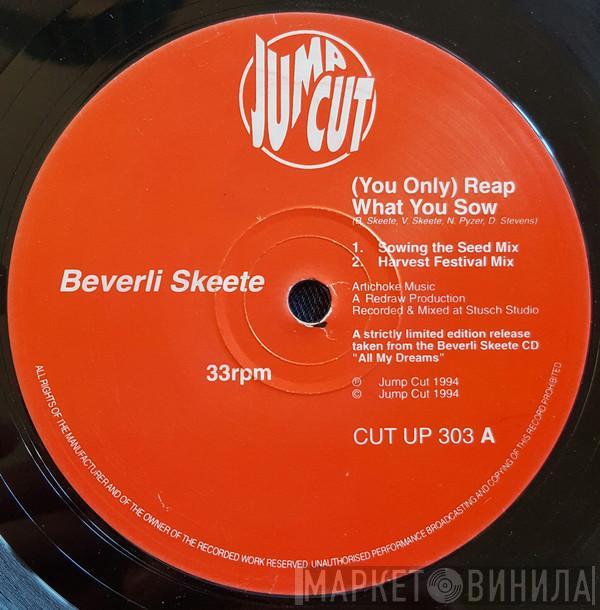 JUMP
CUT
(You Only) Reap
What You Sow
(B. Skeete, V. Skeete, N. Pyzer, D. Stevens)
1. Sowing the Seed Mix
2. Harvest Festival Mix
Artichoke Music
A Redraw Production
Recorded & Mixed at Stusch Studio
A strictly limited edition release
taken from the Beverli Skeete CD
"All My Dreams"
℗ Jump Cut 1994
© Jump Cut 1994
CUT UP 303 A
Beverli Skeete
33rpm
ALL RIGHTS OF THE MANUFACTURER AND OF THE OWNER OF THE RECORDED WORK RESERVED. UNAUTHORISED PERFORMANCE BROADCASTING AND COPYING OF THIS RECORD PROHIBITED
МАРКЕТ ВИНИЛА